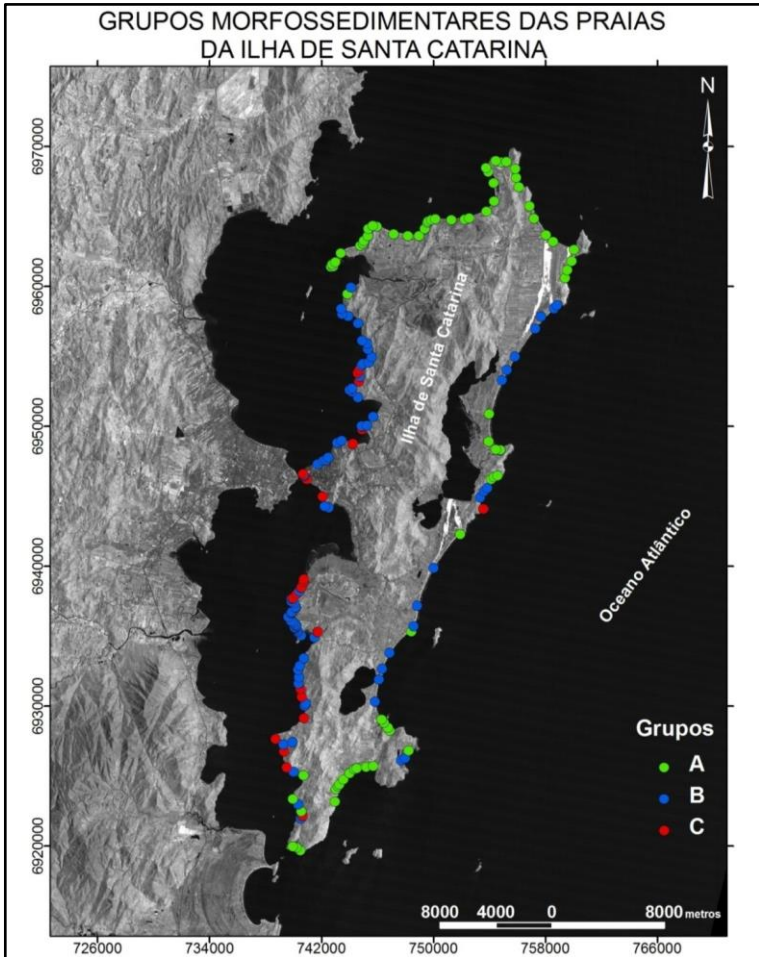 GRUPOS MORFOSSEDIMENTARES DAS PRAIAS
DA ILHA DE SANTA CATARINA
N
6970000
6960000
6950000
6940000
6930000
6920000
Ilha de Santa Catarina
Oceano Atlântico
Grupos
A
B
C
8000 4000 0 8000 metros
726000 734000 742000 750000 758000 766000